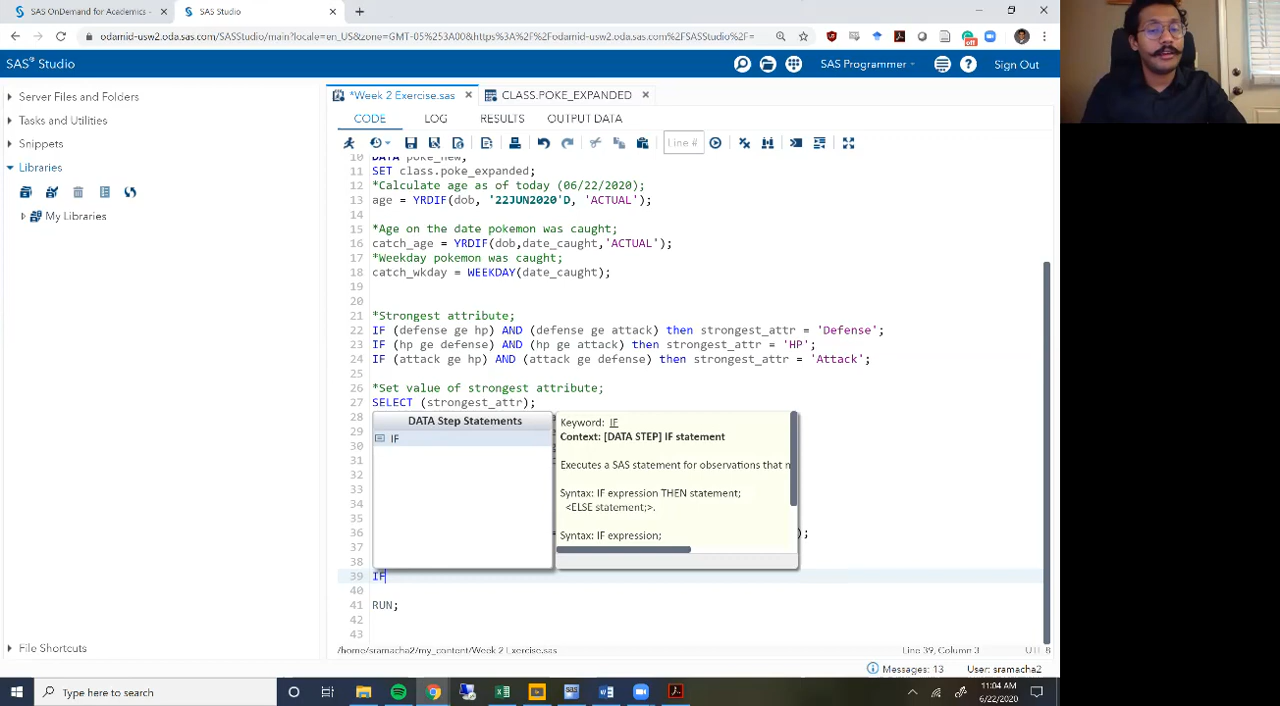 SAS OnDemand for Academics
SAS Studio
odamid-usw2.oda.sas.com/SASStudio/main?locale=en_US&zone=GMT-05%253A00&https%3A%2F%2Fodamid-usw2.oda.sas.com%2FSASStudio%2F=
off
SAS® Studio
SAS Programmer
Sign Out
Server Files and Folders
Tasks and Utilities
Snippets
Libraries
My Libraries
File Shortcuts
*Week 2 Exercise.sas
CLASS.POKE_EXPANDED
CODE
LOG
RESULTS
OUTPUT DATA
Line #
10 DATA poke_new;
11 SET class.poke_expanded;
12 *Calculate age as of today (06/22/2020);
13 age = YRDIF(dob, '22JUN2020'D, 'ACTUAL');
14
15 *Age on the date pokemon was caught;
16 catch_age = YRDIF(dob,date_caught,'ACTUAL');
17 *Weekday pokemon was caught;
18 catch_wkday = WEEKDAY(date_caught);
19
20
21 *Strongest attribute;
22 IF (defense ge hp) AND (defense ge attack) then strongest_attr = 'Defense';
23 IF (hp ge defense) AND (hp ge attack) then strongest_attr = 'HP';
24 IF (attack ge hp) AND (attack ge defense) then strongest_attr = 'Attack';
25
26 *Set value of strongest attribute;
27 SELECT (strongest_attr);
28
29
30
31
32
33
34
35
36 );
37
38
39 IF
40
41 RUN;
42
43
DATA Step Statements
IF
Keyword: IF
Context: [DATA STEP] IF statement
Executes a SAS statement for observations that
Syntax: IF expression THEN statement;
<ELSE statement;>.
Syntax: IF expression;
/home/sramacha2/my_content/Week 2 Exercise.sas
Line 39, Column 3
UTF-8
Messages: 13
User: sramacha2
Type here to search
11:04 AM
6/22/2020